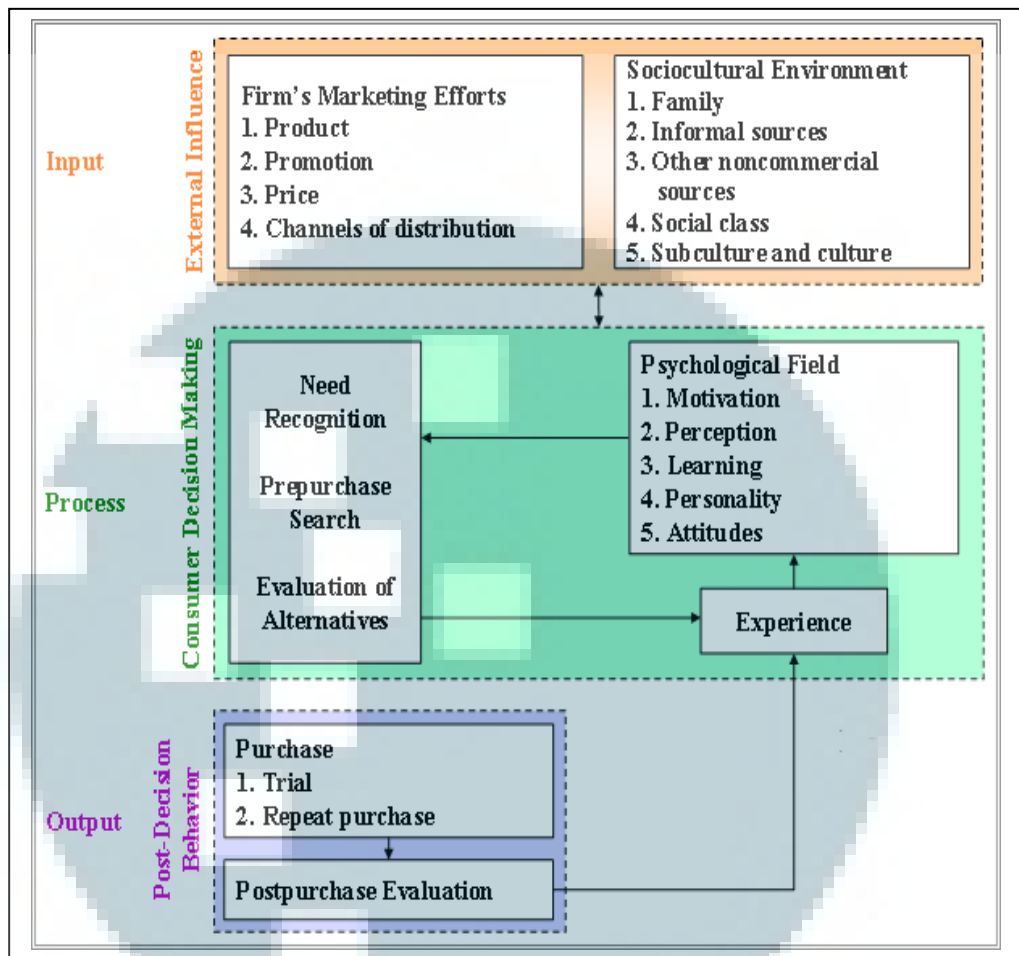 Input
External Influence
Firm's Marketing Efforts
1. Product
2. Promotion
3. Price
4. Channels of distribution
Sociocultural Environment
1. Family
2. Informal sources
3. Other noncommercial
sources
4. Social class
5. Subculture and culture
Process
Consumer Decision Making
Need
Recognition
Prepurchase
Search
Evaluation of
Alternatives
Psychological Field
1. Motivation
2. Perception
3. Learning
4. Personality
5. Attitudes
Experience
Output
Post-Decision
Behavior
Purchase
1. Trial
2. Repeat purchase
Postpurchase Evaluation